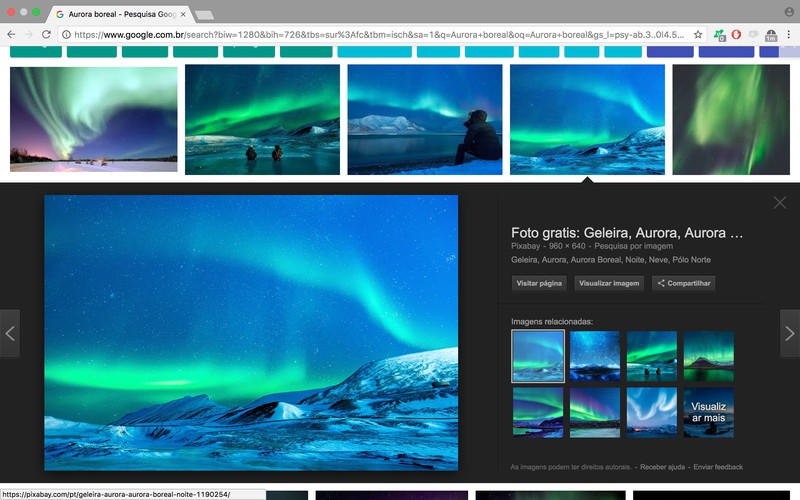 Aurora boreal - Pesquisa Goog
https://www.google.com.br/search?biw=1280&bih=726&tbs=sur%3Afc&tbm=isch&sa=1&q=Aurora+boreal&oq=Aurora+boreal&gs_l=psy-ab.3..0l4.5...
Foto gratis: Geleira, Aurora, Aurora ...
Pixabay - 960 × 640 - Pesquisa por imagem
Geleira, Aurora, Aurora Boreal, Noite, Neve, Pólo Norte
Visitar página
Visualizar imagem
Compartilhar
Imagens relacionadas:
Visualiz
ar mais
As imagens podem ter direitos autorais. - Receber ajuda - Enviar feedback
https://pixabay.com/pt/geleira-aurora-aurora-boreal-noite-1190254/